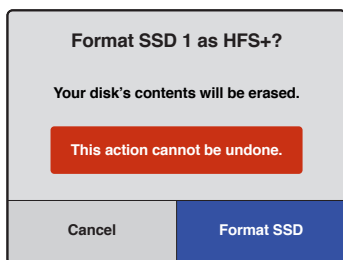 Format SSD 1 as HFS+?
Your disk's contents will be erased.
This action cannot be undone.
Cancel
Format SSD